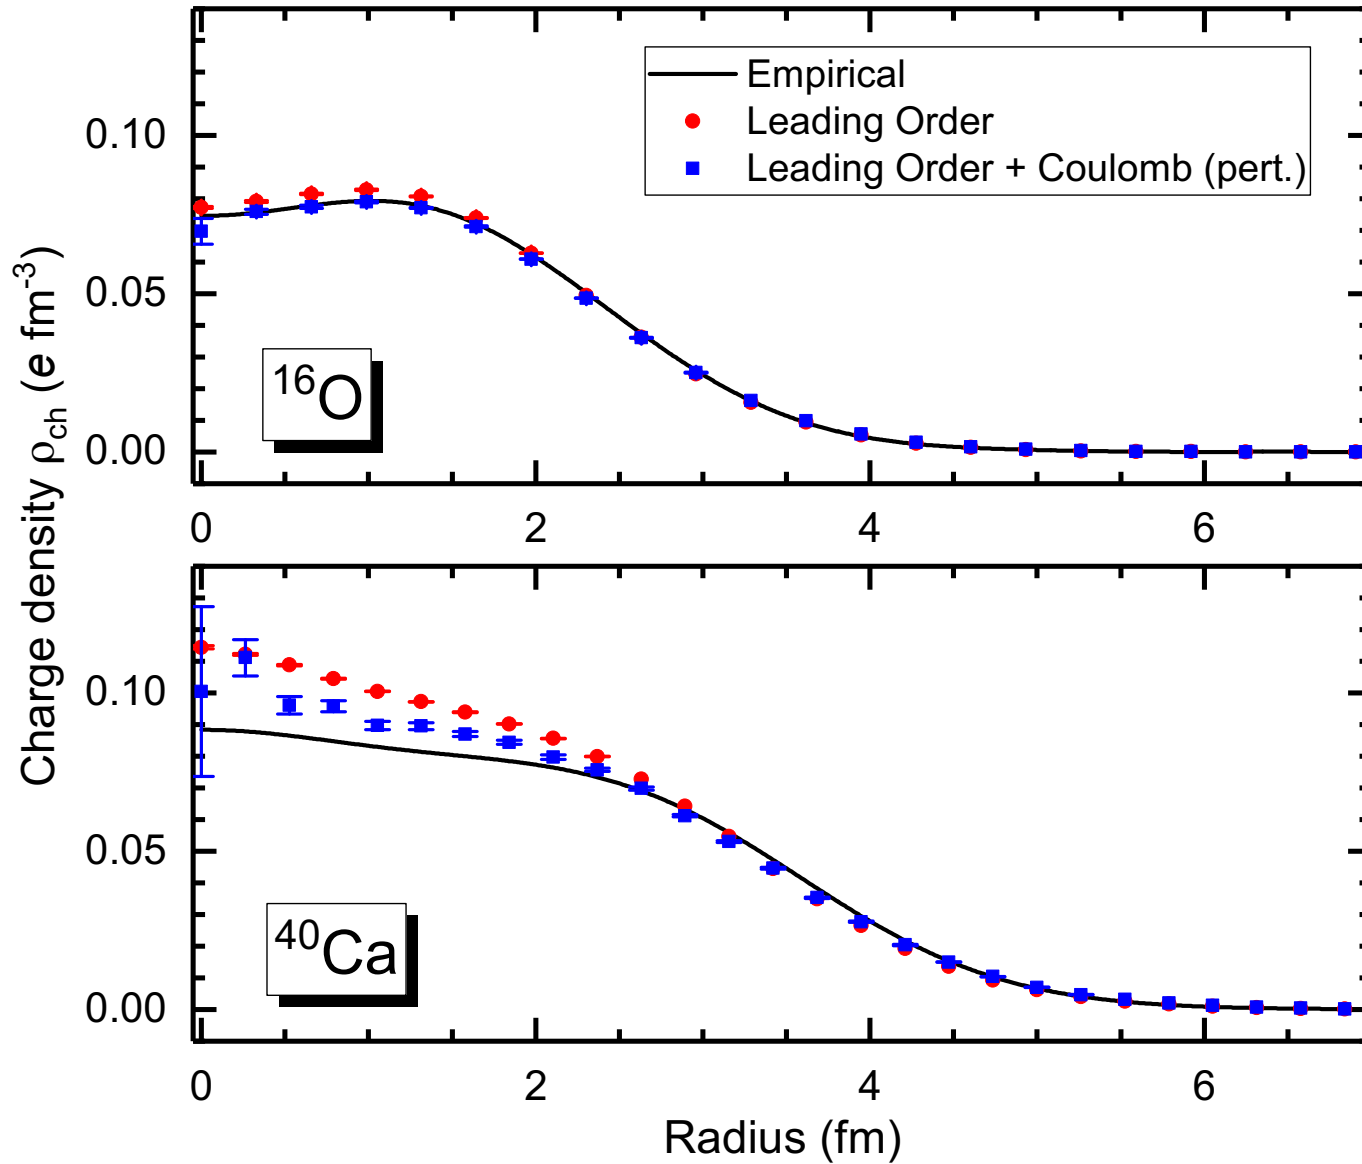 Empirical
Leading Order
Leading Order + Coulomb (pert.)
0.10
0.05
0.00
¹⁶O
0 2 4 6
Charge density ρ_ch (e fm⁻³)
0.10
0.05
0.00
⁴⁰Ca
0 2 4 6
Radius (fm)